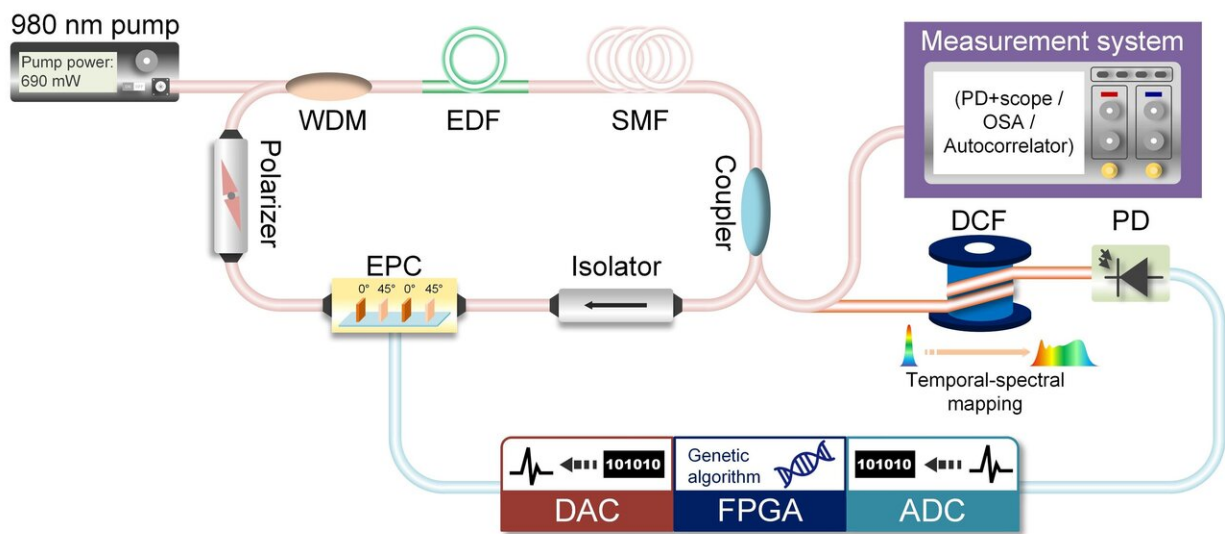 980 nm pump
Pump power:
690 mW
WDM
EDF
SMF
Measurement system
(PD+scope /
OSA /
Autocorrelator)
Polarizer
Coupler
DCF
PD
EPC
0° 45° 0° 45°
Isolator
Temporal-spectral
mapping
101010
Genetic
algorithm
101010
DAC
FPGA
ADC